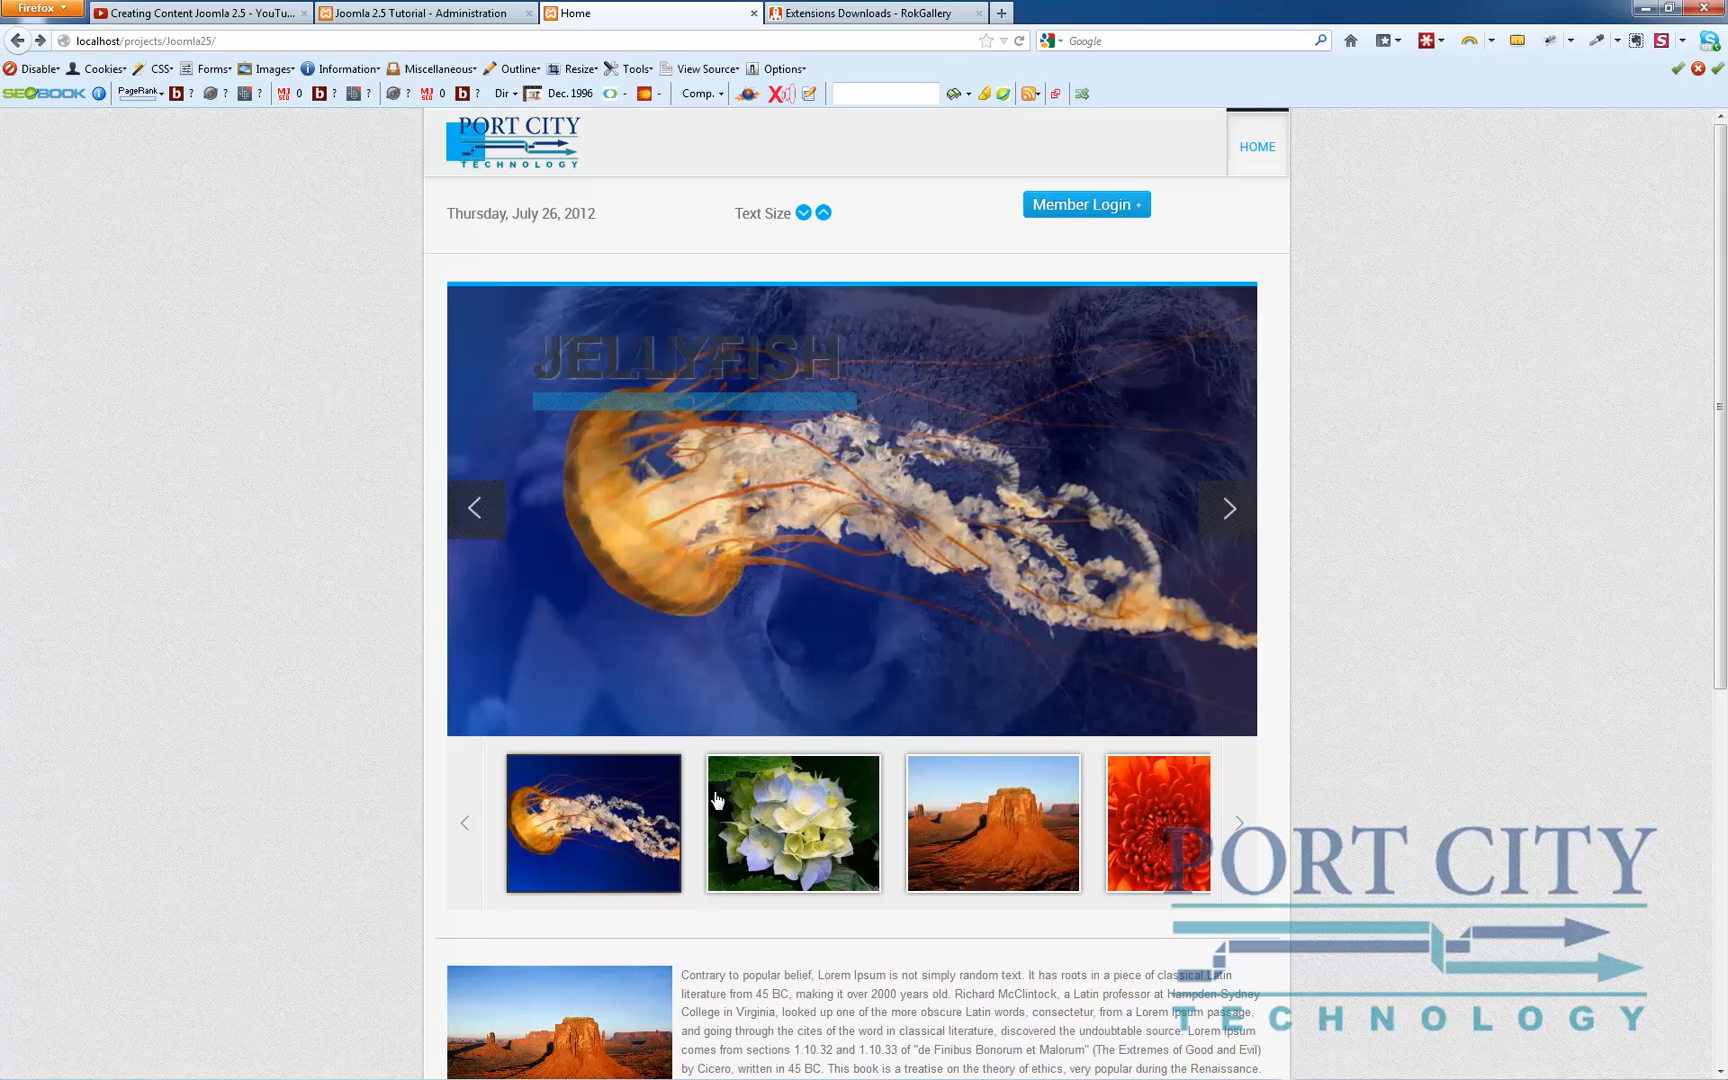 Firefox
Creating Content Joomla 2.5 - YouTu...
Joomla 2.5 Tutorial - Administration
Home
Extensions Downloads - RokGallery
localhost/projects/Joomla25/
Google
Disable
Cookies
CSS
Forms
Images
Information
Miscellaneous
Outline
Resize
Tools
View Source
Options
SEOBOOK
PageRank
b ?
?
?
MJ SEO 0
b ?
?
?
MJ SEO 0
b ?
Dir
Dec. 1996
-
-
Comp.
PORT CITY
TECHNOLOGY
HOME
Thursday, July 26, 2012
Text Size
Member Login +
JELLYFISH
Contrary to popular belief, Lorem Ipsum is not simply random text. It has roots in a piece of classical Latin
literature from 45 BC, making it over 2000 years old. Richard McClintock, a Latin professor at Hampden-Sydney
College in Virginia, looked up one of the more obscure Latin words, consectetur, from a Lorem Ipsum passage,
and going through the cites of the word in classical literature, discovered the undoubtable source. Lorem Ipsum
comes from sections 1.10.32 and 1.10.33 of "de Finibus Bonorum et Malorum" (The Extremes of Good and Evil)
by Cicero, written in 45 BC. This book is a treatise on the theory of ethics, very popular during the Renaissance.
PORT CITY
TECHNOLOGY